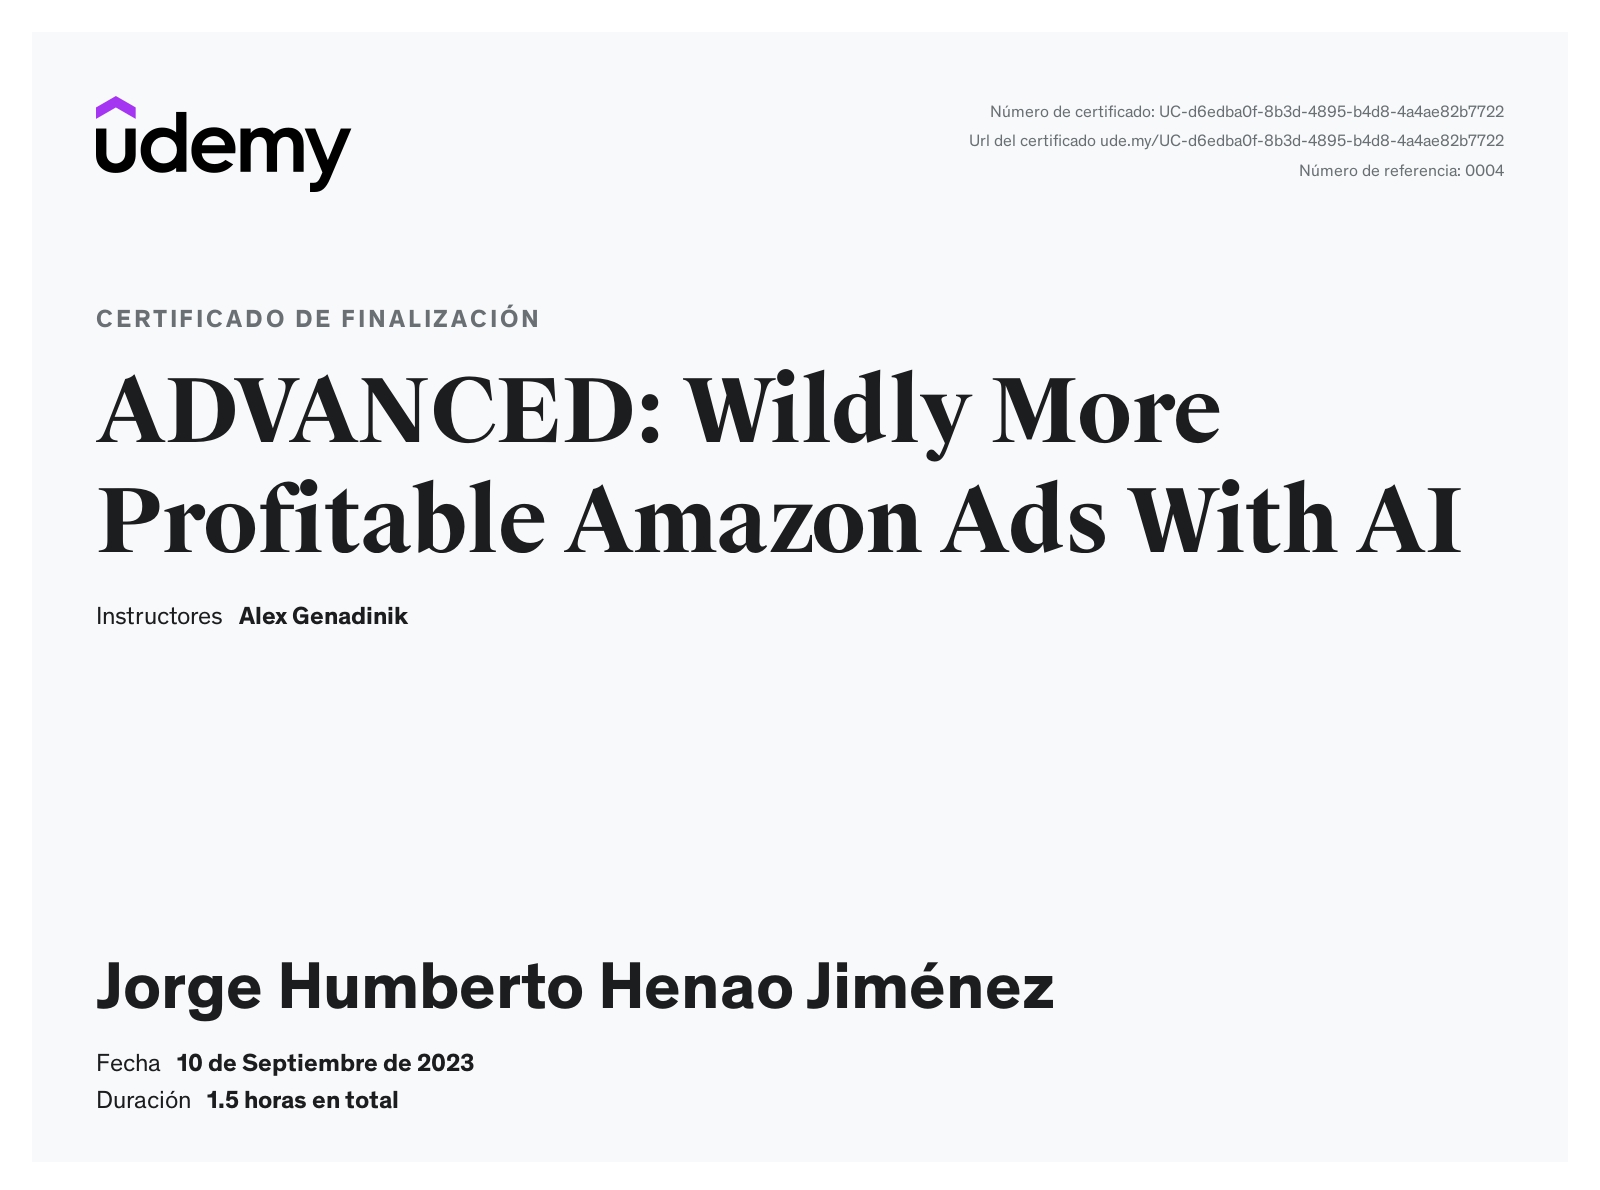 udemy
Número de certificado: UC-d6edba0f-8b3d-4895-b4d8-4a4ae82b7722
Url del certificado ude.my/UC-d6edba0f-8b3d-4895-b4d8-4a4ae82b7722
Número de referencia: 0004
CERTIFICADO DE FINALIZACIÓN
ADVANCED: Wildly More
Profitable Amazon Ads With AI
Instructores Alex Genadinik
Jorge Humberto Henao Jiménez
Fecha 10 de Septiembre de 2023
Duración 1.5 horas en total